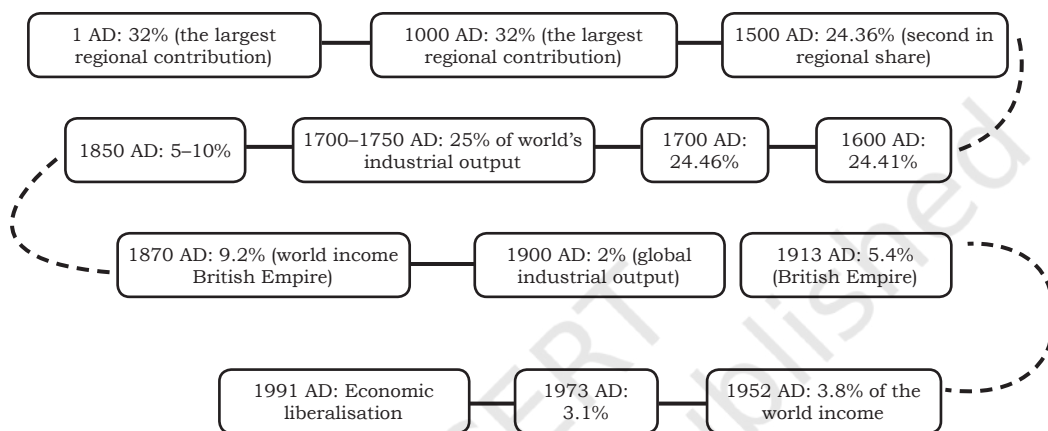 1 AD: 32% (the largest
regional contribution)
1000 AD: 32% (the largest
regional contribution)
1500 AD: 24.36% (second in
regional share)
1600 AD:
24.41%
1700 AD:
24.46%
1700–1750 AD: 25% of world's
industrial output
1850 AD: 5–10%
1870 AD: 9.2% (world income
British Empire)
1900 AD: 2% (global
industrial output)
1913 AD: 5.4%
(British Empire)
1952 AD: 3.8% of the
world income
1973 AD:
3.1%
1991 AD: Economic
liberalisation